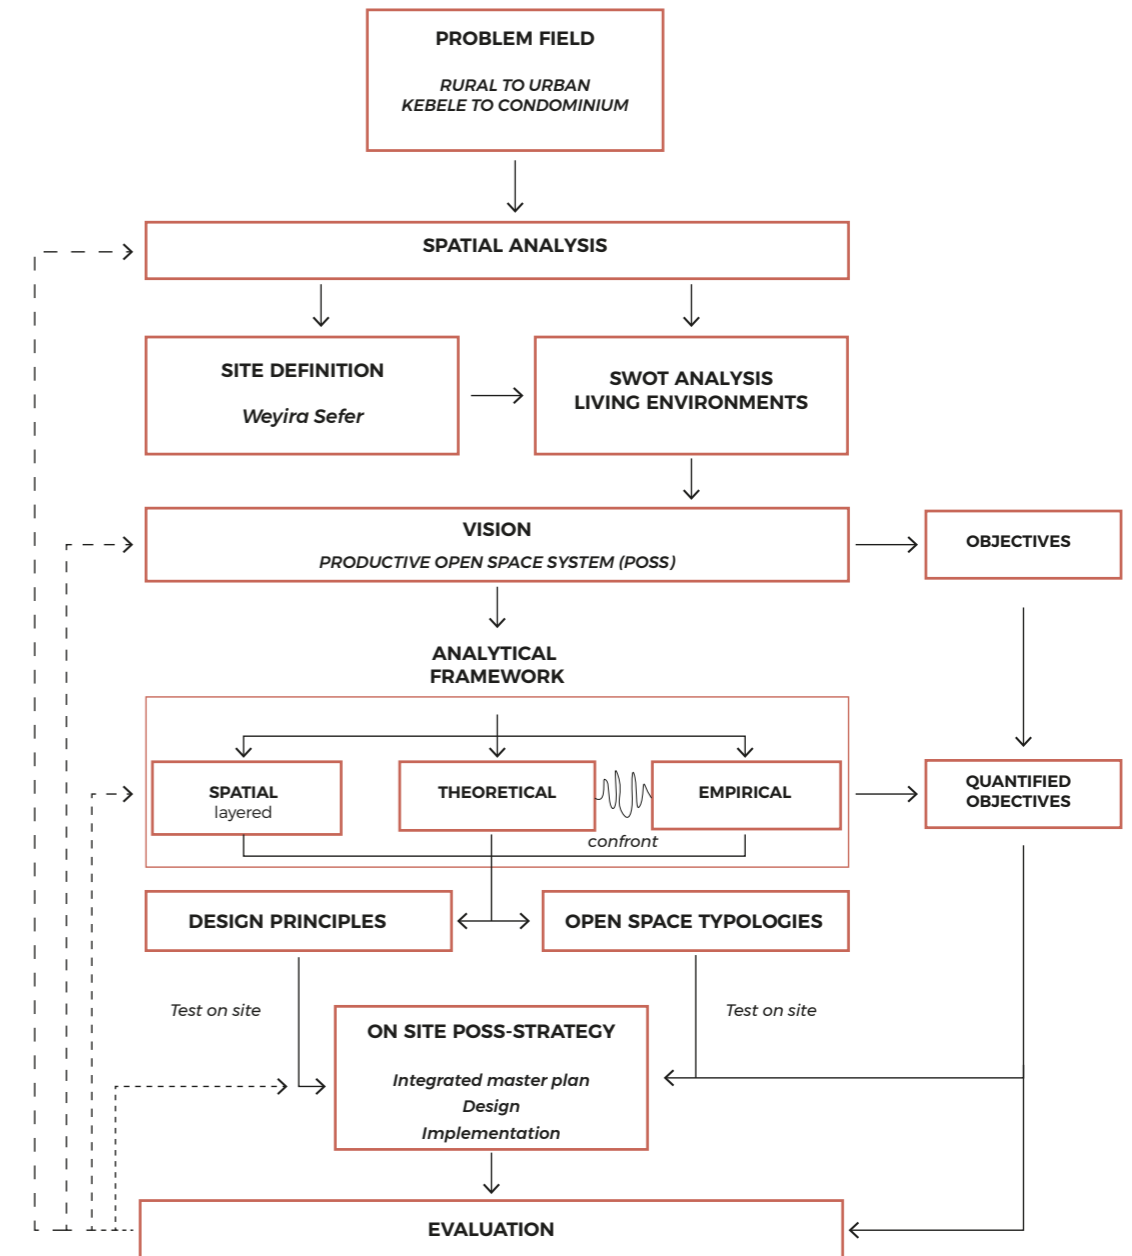 PROBLEM FIELD
RURAL TO URBAN
KEBELE TO CONDOMINIUM
SPATIAL ANALYSIS
SITE DEFINITION
Weyira Sefer
SWOT ANALYSIS
LIVING ENVIRONMENTS
VISION
PRODUCTIVE OPEN SPACE SYSTEM (POSS)
OBJECTIVES
ANALYTICAL
FRAMEWORK
SPATIAL
layered
THEORETICAL
EMPIRICAL
confront
QUANTIFIED
OBJECTIVES
DESIGN PRINCIPLES
OPEN SPACE TYPOLOGIES
Test on site
Test on site
ON SITE POSS-STRATEGY
Integrated master plan
Design
Implementation
EVALUATION